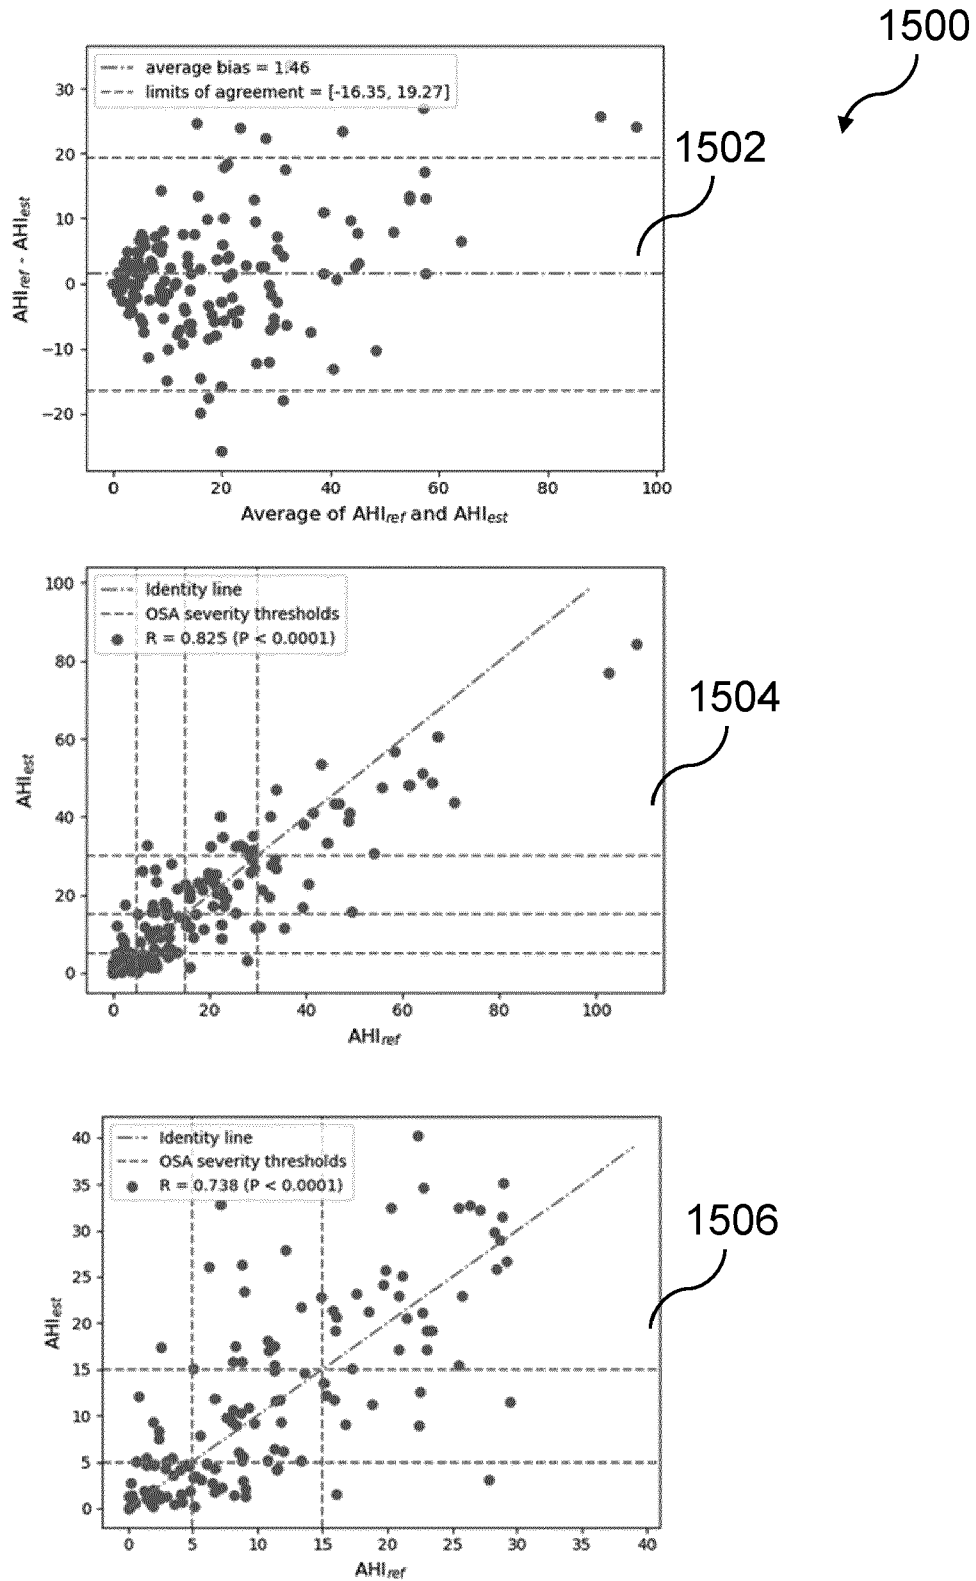 1500
average bias = 1.46
limits of agreement = [-16.35, 19.27]
1502
30
20
10
0
−10
−20
AHIref - AHIest
0 20 40 60 80 100
Average of AHIref and AHIest
Identity line
OSA severity thresholds
R = 0.825 (P < 0.0001)
1504
100
80
60
40
20
0
AHIest
0 20 40 60 80 100
AHIref
Identity line
OSA severity thresholds
R = 0.738 (P < 0.0001)
1506
40
35
30
25
20
15
10
5
0
AHIest
0 5 10 15 20 25 30 35 40
AHIref